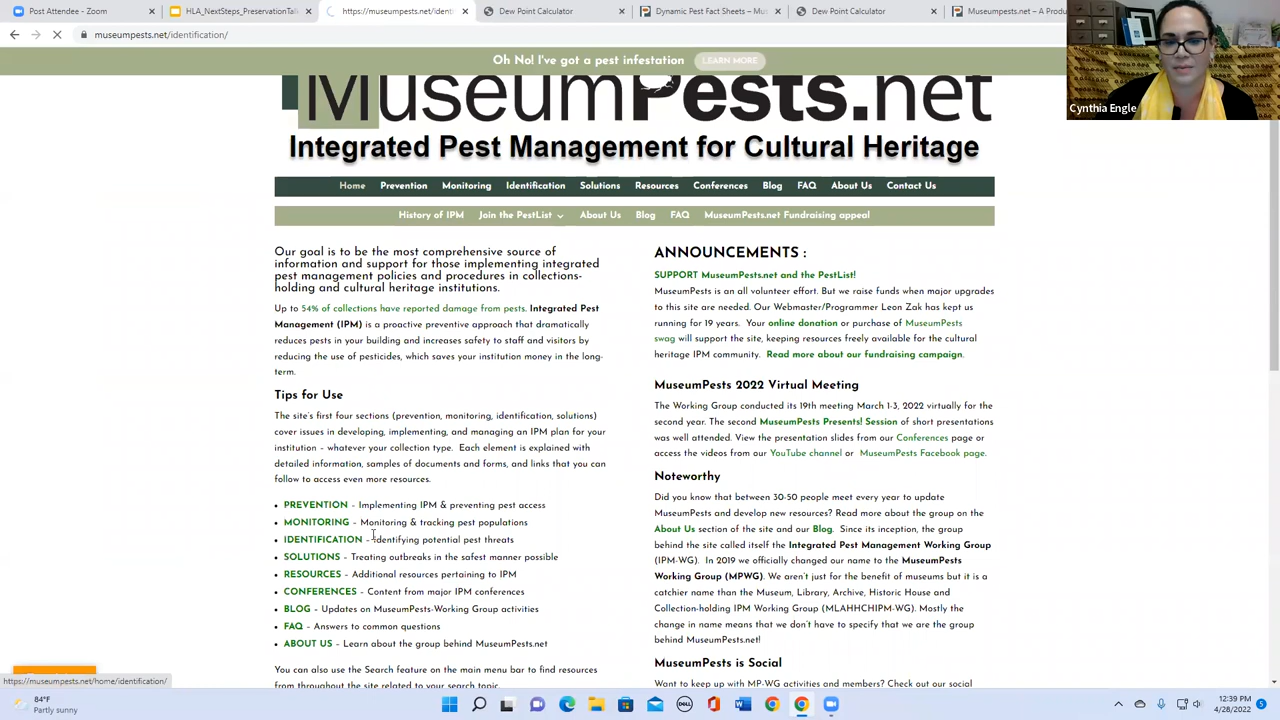 Post Attendee - Zoom
HLA_NextSteps_PreservationTalk
https://museumpests.net/identi
Dew Point Calculator
Dynamic Pest Fact Sheets – Mus
Dew Point Calculator
Museumpests.net – A Produ
museumpests.net/identification/
Oh No! I've got a pest infestation LEARN MORE
Cynthia Engle
MuseumPests.net
Integrated Pest Management for Cultural Heritage
Home Prevention Monitoring Identification Solutions Resources Conferences Blog FAQ About Us Contact Us
History of IPM Join the PestList About Us Blog FAQ MuseumPests.net Fundraising appeal
Our goal is to be the most comprehensive source of
information and support for those implementing integrated
pest management policies and procedures in collections-
holding and cultural heritage institutions.
Up to 54% of collections have reported damage from pests. Integrated Pest
Management (IPM) is a proactive preventive approach that dramatically
reduces pests in your building and increases safety to staff and visitors by
reducing the use of pesticides, which saves your institution money in the long-
term.
Tips for Use
The site's first four sections (prevention, monitoring, identification, solutions)
cover issues in developing, implementing, and managing an IPM plan for your
institution – whatever your collection type. Each element is explained with
detailed information, samples of documents and forms, and links that you can
follow to access even more resources.
• PREVENTION – Implementing IPM & preventing pest access
• MONITORING – Monitoring & tracking pest populations
• IDENTIFICATION – Identifying potential pest threats
• SOLUTIONS – Treating outbreaks in the safest manner possible
• RESOURCES – Additional resources pertaining to IPM
• CONFERENCES – Content from major IPM conferences
• BLOG – Updates on MuseumPests-Working Group activities
• FAQ – Answers to common questions
• ABOUT US – Learn about the group behind MuseumPests.net
You can also use the Search feature on the main menu bar to find resources
from throughout the site related to your search topic.
ANNOUNCEMENTS :
SUPPORT MuseumPests.net and the PestList!
MuseumPests is an all volunteer effort. But we raise funds when major upgrades
to this site are needed. Our Webmaster/Programmer Leon Zak has kept us
running for 19 years. Your online donation or purchase of MuseumPests
swag will support the site, keeping resources freely available for the cultural
heritage IPM community. Read more about our fundraising campaign.
MuseumPests 2022 Virtual Meeting
The Working Group conducted its 19th meeting March 1-3, 2022 virtually for the
second year. The second MuseumPests Presents! Session of short presentations
was well attended. View the presentation slides from our Conferences page or
access the videos from our YouTube channel or MuseumPests Facebook page.
Noteworthy
Did you know that between 30-50 people meet every year to update
MuseumPests and develop new resources? Read more about the group on the
About Us section of the site and our Blog. Since its inception, the group
behind the site called itself the Integrated Pest Management Working Group
(IPM-WG). In 2019 we officially changed our name to the MuseumPests
Working Group (MPWG). We aren't just for the benefit of museums but it is a
catchier name than the Museum, Library, Archive, Historic House and
Collection-holding IPM Working Group (MLAHHCHIPM-WG). Mostly the
change in name means that we don't have to specify that we are the group
behind MuseumPests.net!
MuseumPests is Social
Want to keep up with MP-WG activities and members? Check out our social
https://museumpests.net/home/identification/
84°F
Partly sunny
DELL
12:39 PM
4/28/2022
5